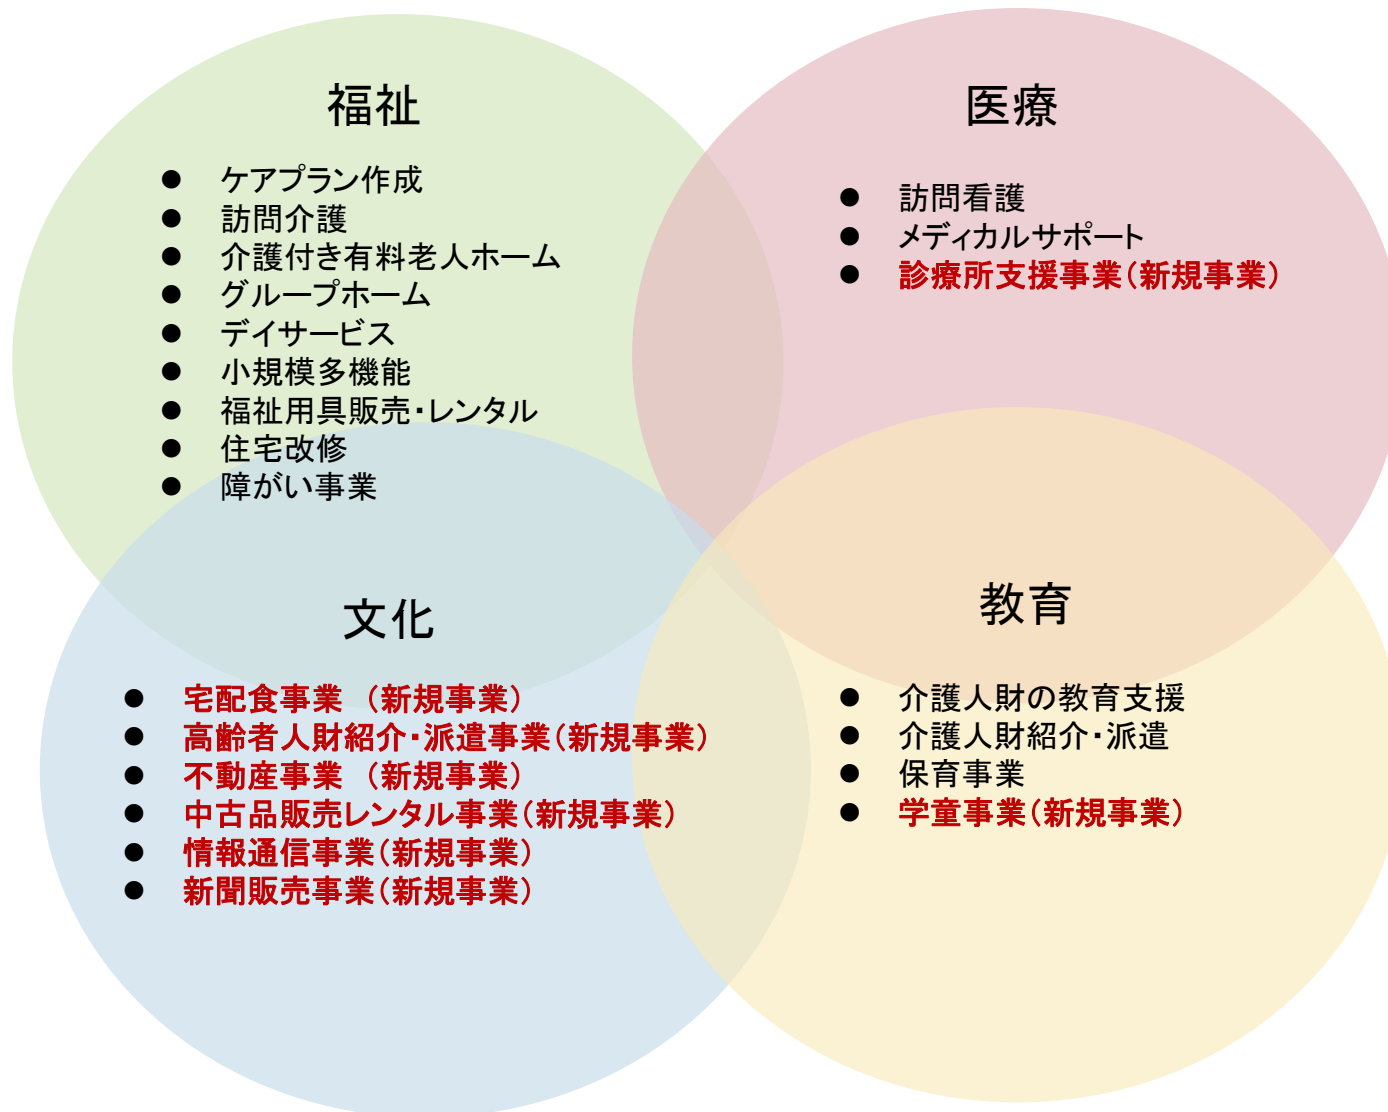 福祉
● ケアプラン作成
● 訪問介護
● 介護付き有料老人ホーム
● グループホーム
● デイサービス
● 小規模多機能
● 福祉用具販売・レンタル
● 住宅改修
● 障がい事業
医療
● 訪問看護
● メディカルサポート
● 診療所支援事業(新規事業)
文化
● 宅配食事業　(新規事業)
● 高齢者人財紹介・派遣事業(新規事業)
● 不動産事業　(新規事業)
● 中古品販売レンタル事業(新規事業)
● 情報通信事業(新規事業)
● 新聞販売事業(新規事業)
教育
● 介護人財の教育支援
● 介護人財紹介・派遣
● 保育事業
● 学童事業(新規事業)